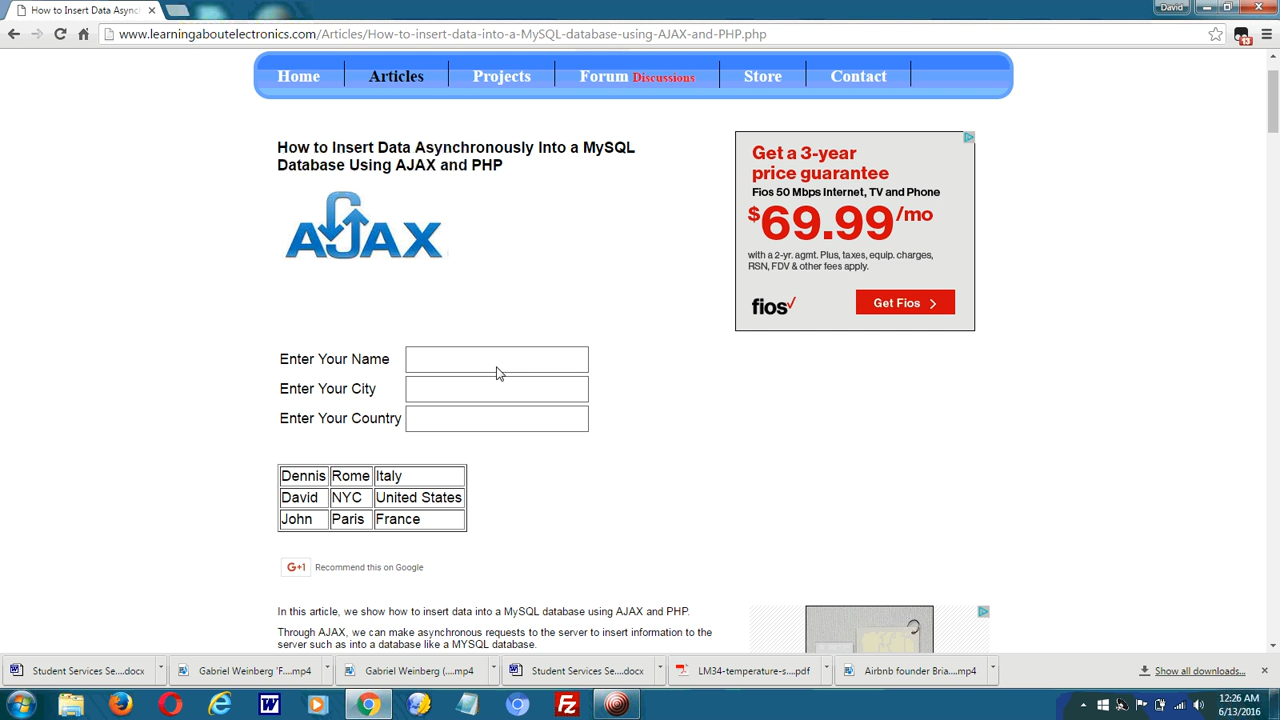 How to Insert Data Asynch
David
www.learningaboutelectronics.com/Articles/How-to-insert-data-into-a-MySQL-database-using-AJAX-and-PHP.php
13
Home Articles Projects Forum Discussions Store Contact
How to Insert Data Asynchronously Into a MySQL
Database Using AJAX and PHP
AJAX
Get a 3-year
price guarantee
Fios 50 Mbps Internet, TV and Phone
$69.99/mo
with a 2-yr. agmt. Plus, taxes, equip. charges,
RSN, FDV & other fees apply.
fios Get Fios
Enter Your Name
Enter Your City
Enter Your Country
Dennis Rome Italy
David NYC United States
John Paris France
G+1 Recommend this on Google
In this article, we show how to insert data into a MySQL database using AJAX and PHP.
Through AJAX, we can make asynchronous requests to the server to insert information to the
server such as into a database like a MYSQL database.
Student Services Se....docx Gabriel Weinberg 'F....mp4 Gabriel Weinberg (....mp4 Student Services Se....docx LM34-temperature-s....pdf Airbnb founder Bria....mp4 Show all downloads...
W Fz 12:26 AM
6/13/2016